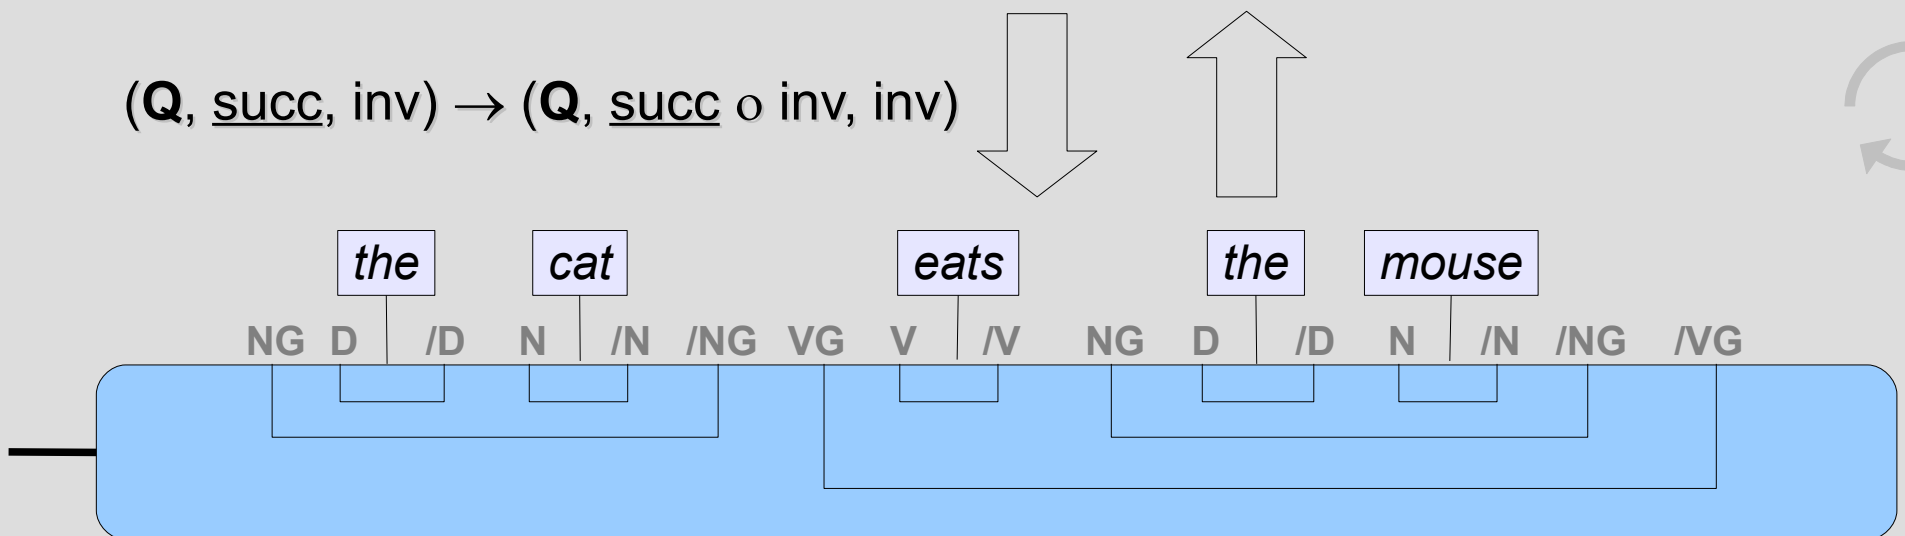 (Q, succ, inv) → (Q, succ o inv, inv)
the cat eats the mouse
NG D /D N /N /NG VG V /V NG D /D N /N /NG /VG